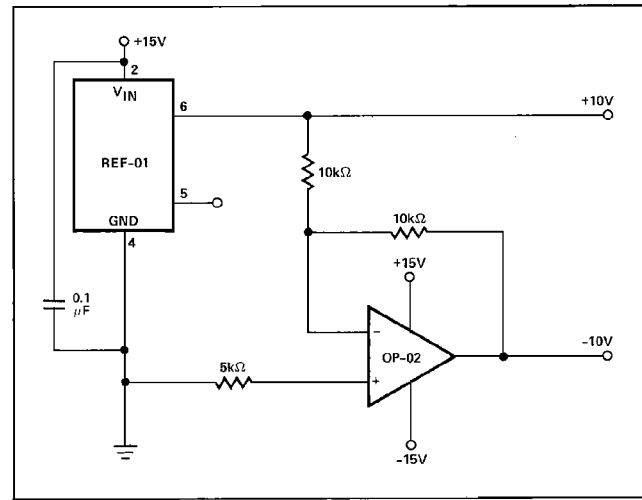 +15V
2
VIN
6
+10V
REF-01
10kΩ
5
10kΩ
GND
4
+15V
0.1
μF
−
OP-02
-10V
5kΩ
+
-15V